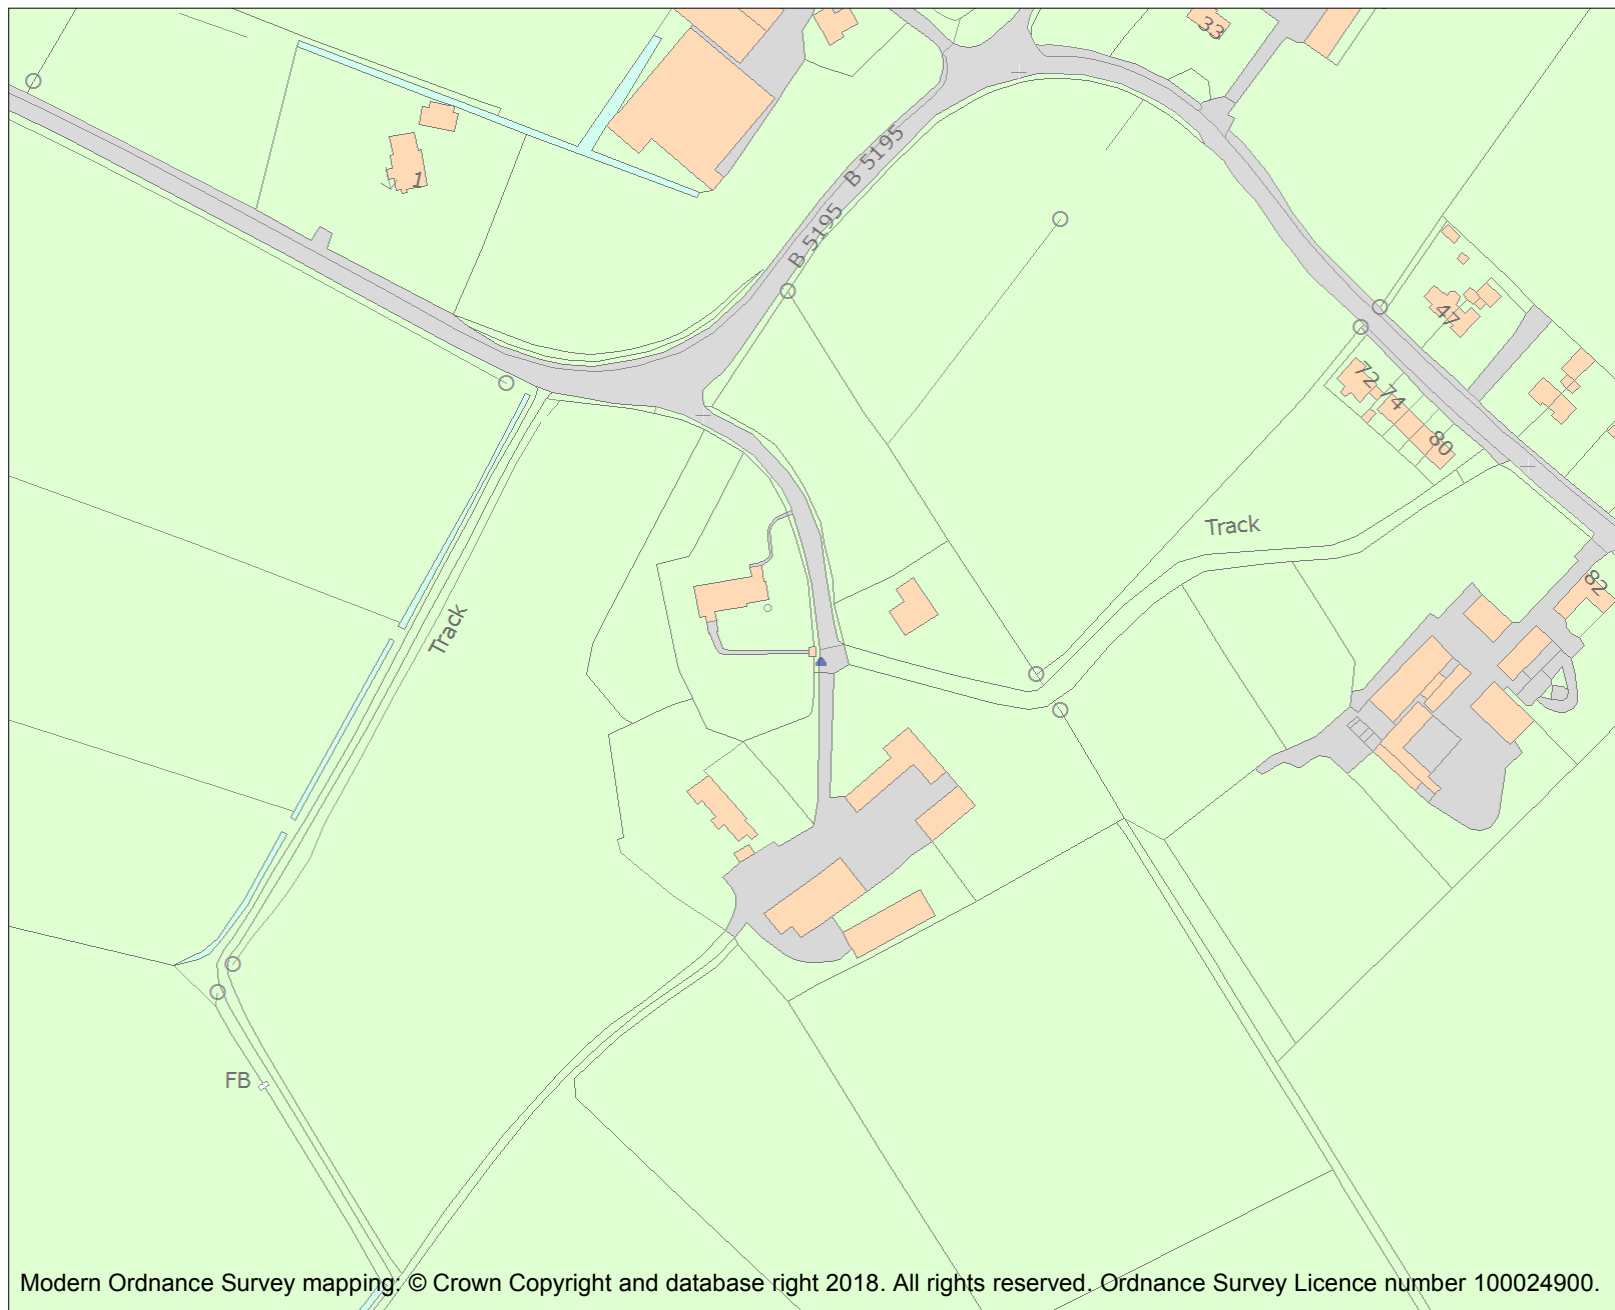 33
B 5195
1
B 5195
47
72
74
80
Track
82
Track
FB
Modern Ordnance Survey mapping: © Crown Copyright and database right 2018. All rights reserved. Ordnance Survey Licence number 100024900.